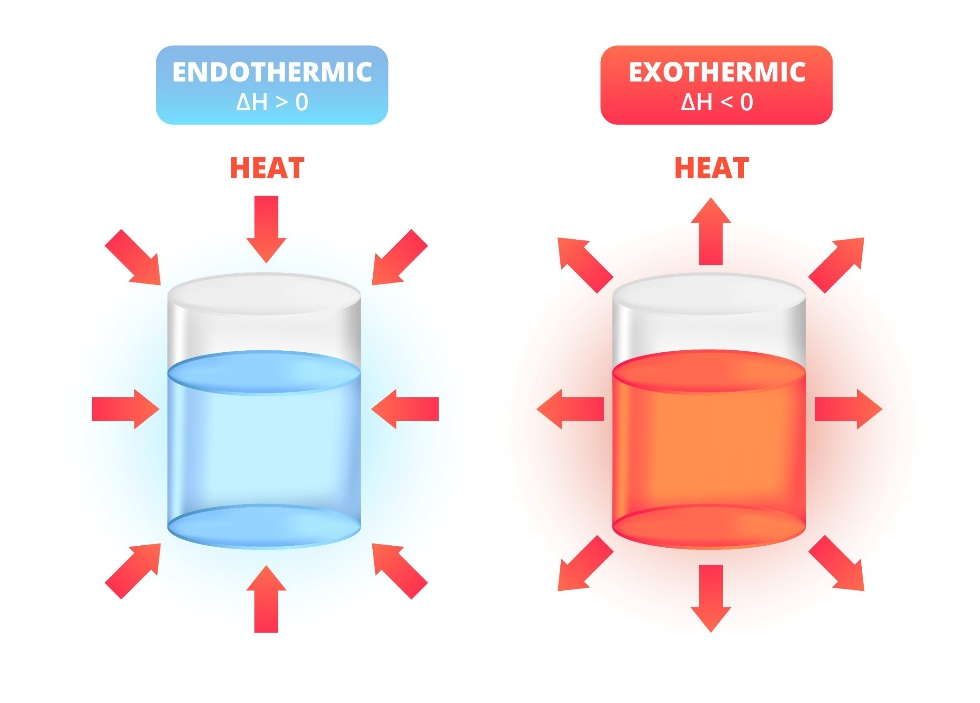 ENDOTHERMIC
ΔH > 0
HEAT
EXOTHERMIC
ΔH < 0
HEAT